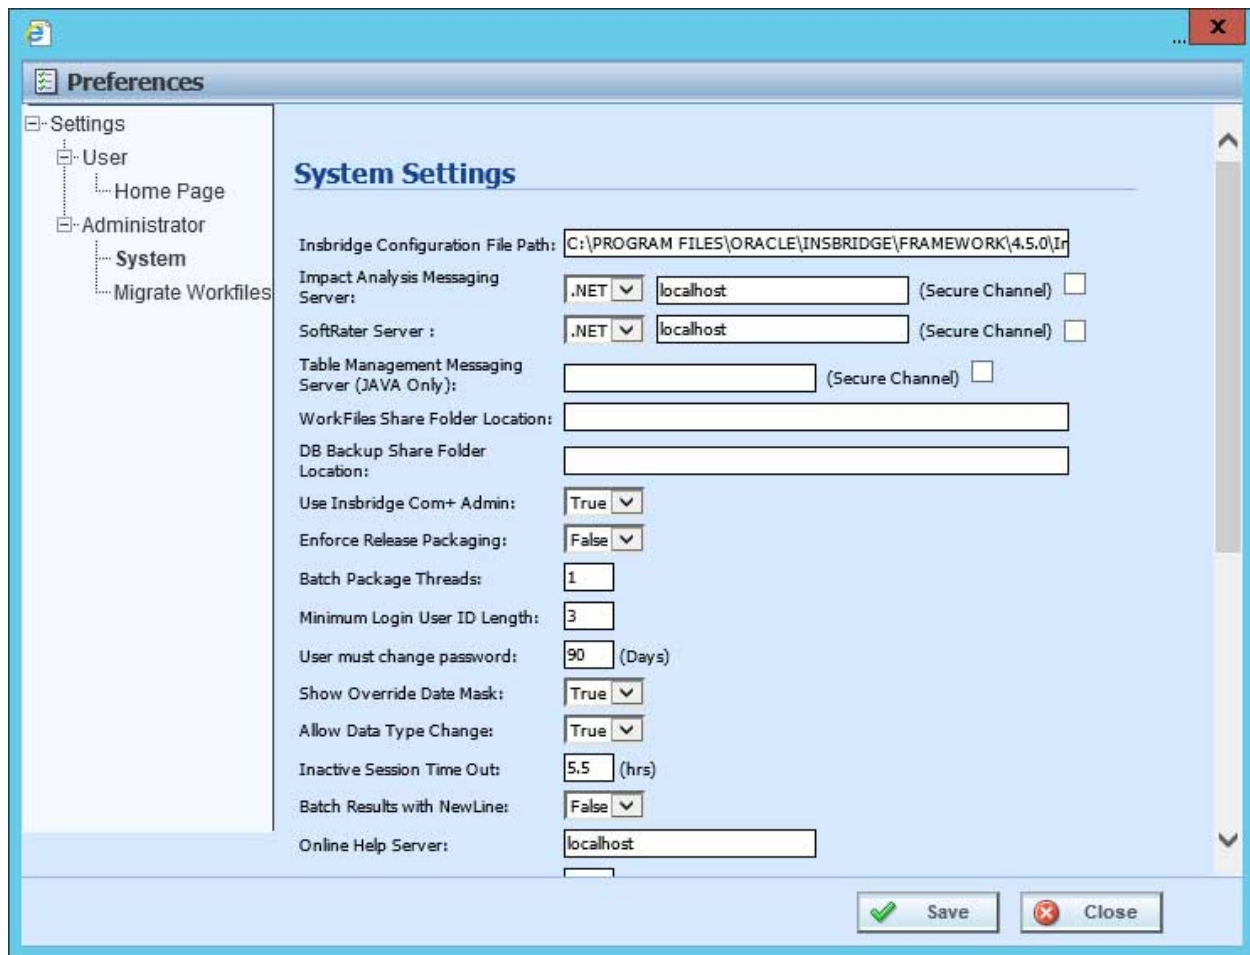 ...
x
Preferences
Settings
User
Home Page
Administrator
System
Migrate Workfiles
System Settings
Insbridge Configuration File Path: C:\PROGRAM FILES\ORACLE\INSBRIDGE\FRAMEWORK\4.5.0\In
Impact Analysis Messaging
Server: .NET localhost (Secure Channel)
SoftRater Server : .NET localhost (Secure Channel)
Table Management Messaging
Server (JAVA Only): (Secure Channel)
WorkFiles Share Folder Location:
DB Backup Share Folder
Location:
Use Insbridge Com+ Admin: True
Enforce Release Packaging: False
Batch Package Threads: 1
Minimum Login User ID Length: 3
User must change password: 90 (Days)
Show Override Date Mask: True
Allow Data Type Change: True
Inactive Session Time Out: 5.5 (hrs)
Batch Results with NewLine: False
Online Help Server: localhost
Save Close